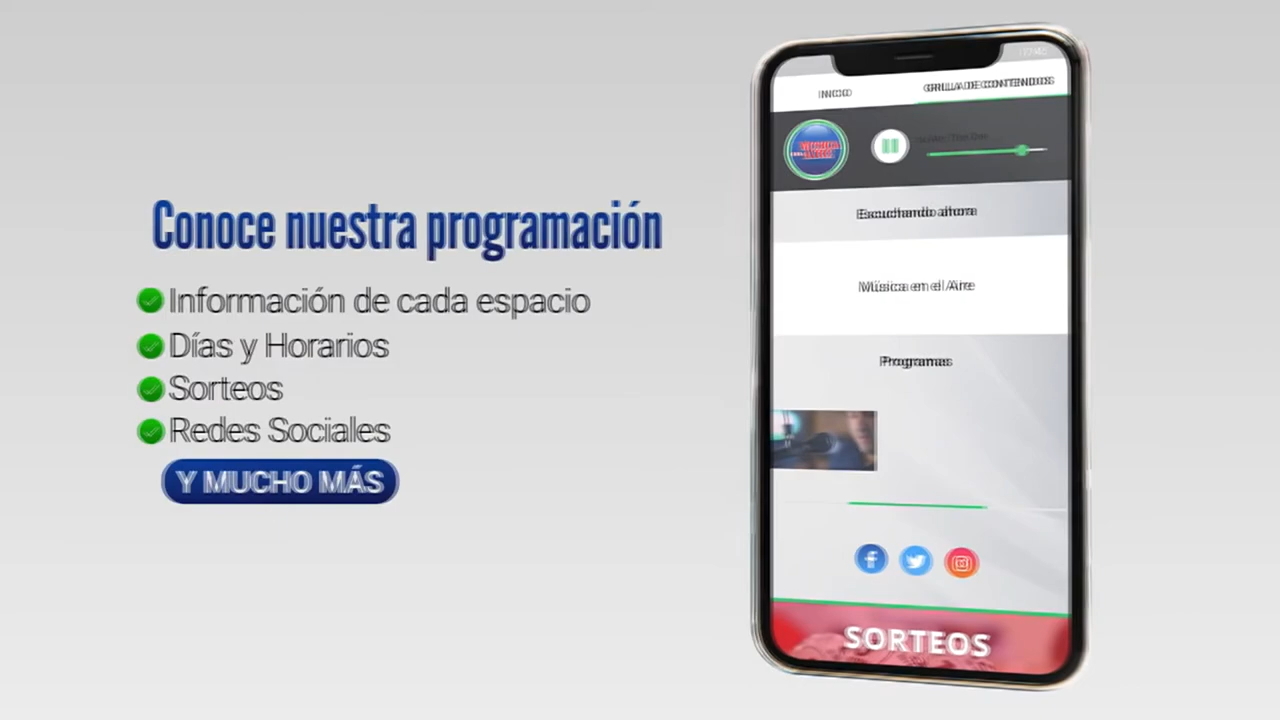 Conoce nuestra programación
Información de cada espacio
Días y Horarios
Sorteos
Redes Sociales
Y MUCHO MÁS
INICIO
GRILLA DE CONTENIDOS
Escuchando ahora
Música en el Aire
Programas
SORTEOS